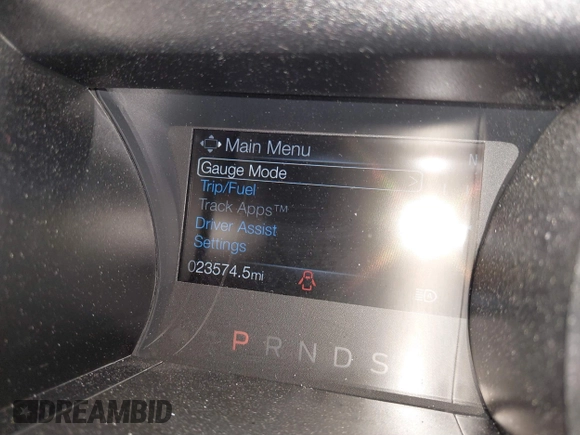 Main Menu
N
Gauge Mode
Trip/Fuel
Track Apps™
Driver Assist
Settings
023574.5mi
P R N D S
DREAMBID